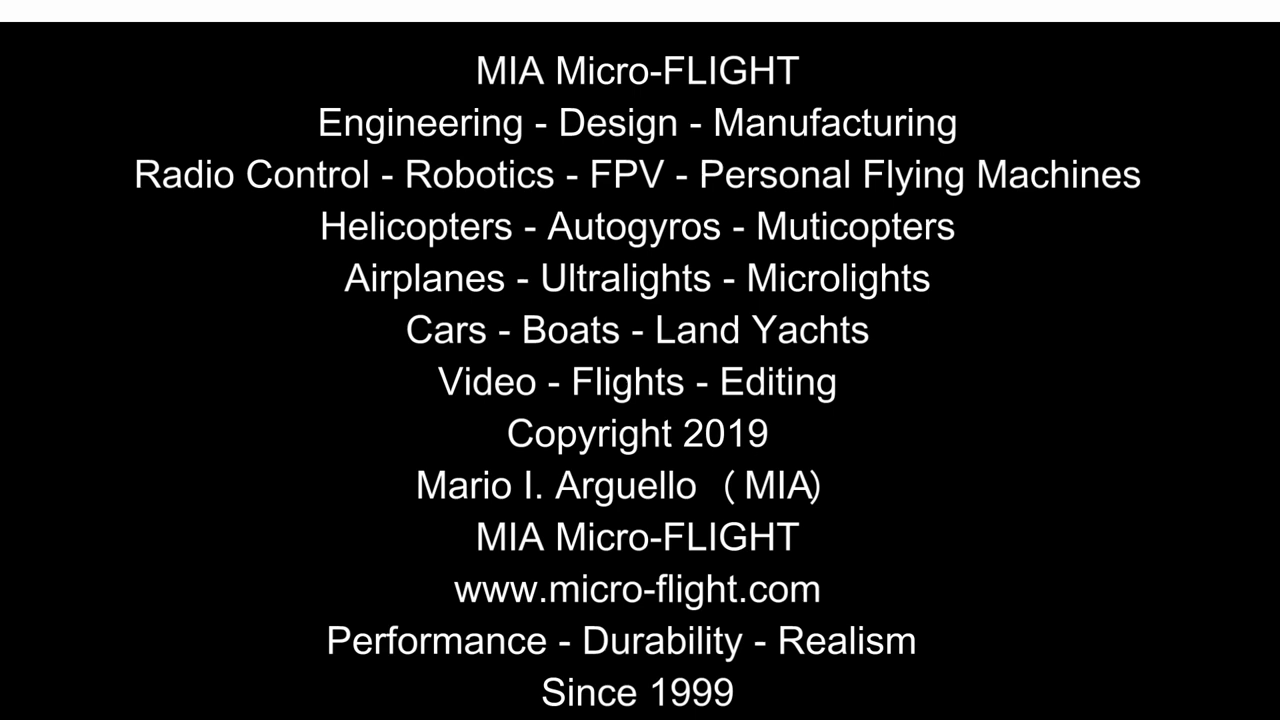 MIA Micro-FLIGHT
Engineering - Design - Manufacturing
Radio Control - Robotics - FPV - Personal Flying Machines
Helicopters - Autogyros - Muticopters
Airplanes - Ultralights - Microlights
Cars - Boats - Land Yachts
Video - Flights - Editing
Copyright 2019
Mario I. Arguello ( MIA)
MIA Micro-FLIGHT
www.micro-flight.com
Performance - Durability - Realism
Since 1999